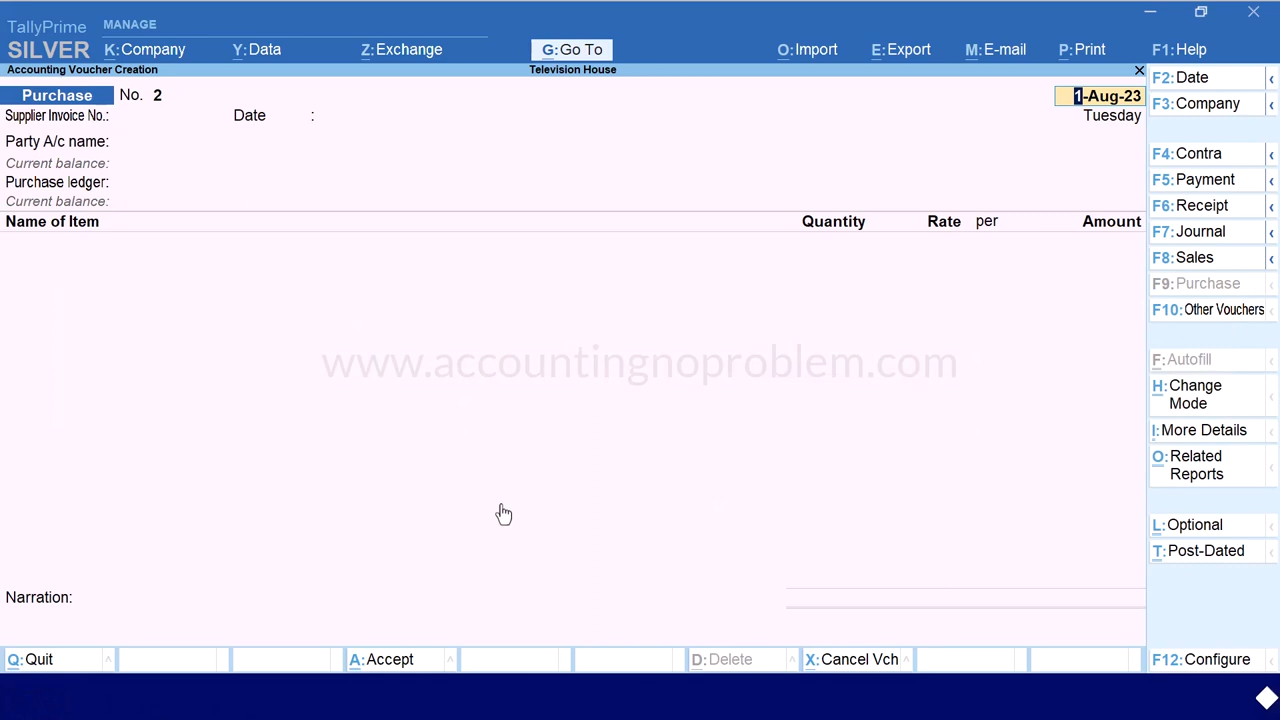 TallyPrime MANAGE
SILVER K:Company Y:Data Z:Exchange G:Go To O:Import E:Export M:E-mail P:Print F1:Help
Accounting Voucher Creation Television House
Purchase No. 2 1-Aug-23
Supplier Invoice No.: Date : Tuesday
Party A/c name:
Current balance:
Purchase ledger:
Current balance:
Name of Item Quantity Rate per Amount
www.accountingnoproblem.com
Narration:
Q:Quit A:Accept D:Delete X:Cancel Vch F12:Configure
F2:Date
F3:Company
F4:Contra
F5:Payment
F6:Receipt
F7:Journal
F8:Sales
F9:Purchase
F10:Other Vouchers
F:Autofill
H:Change
Mode
I:More Details
O:Related
Reports
L:Optional
T:Post-Dated